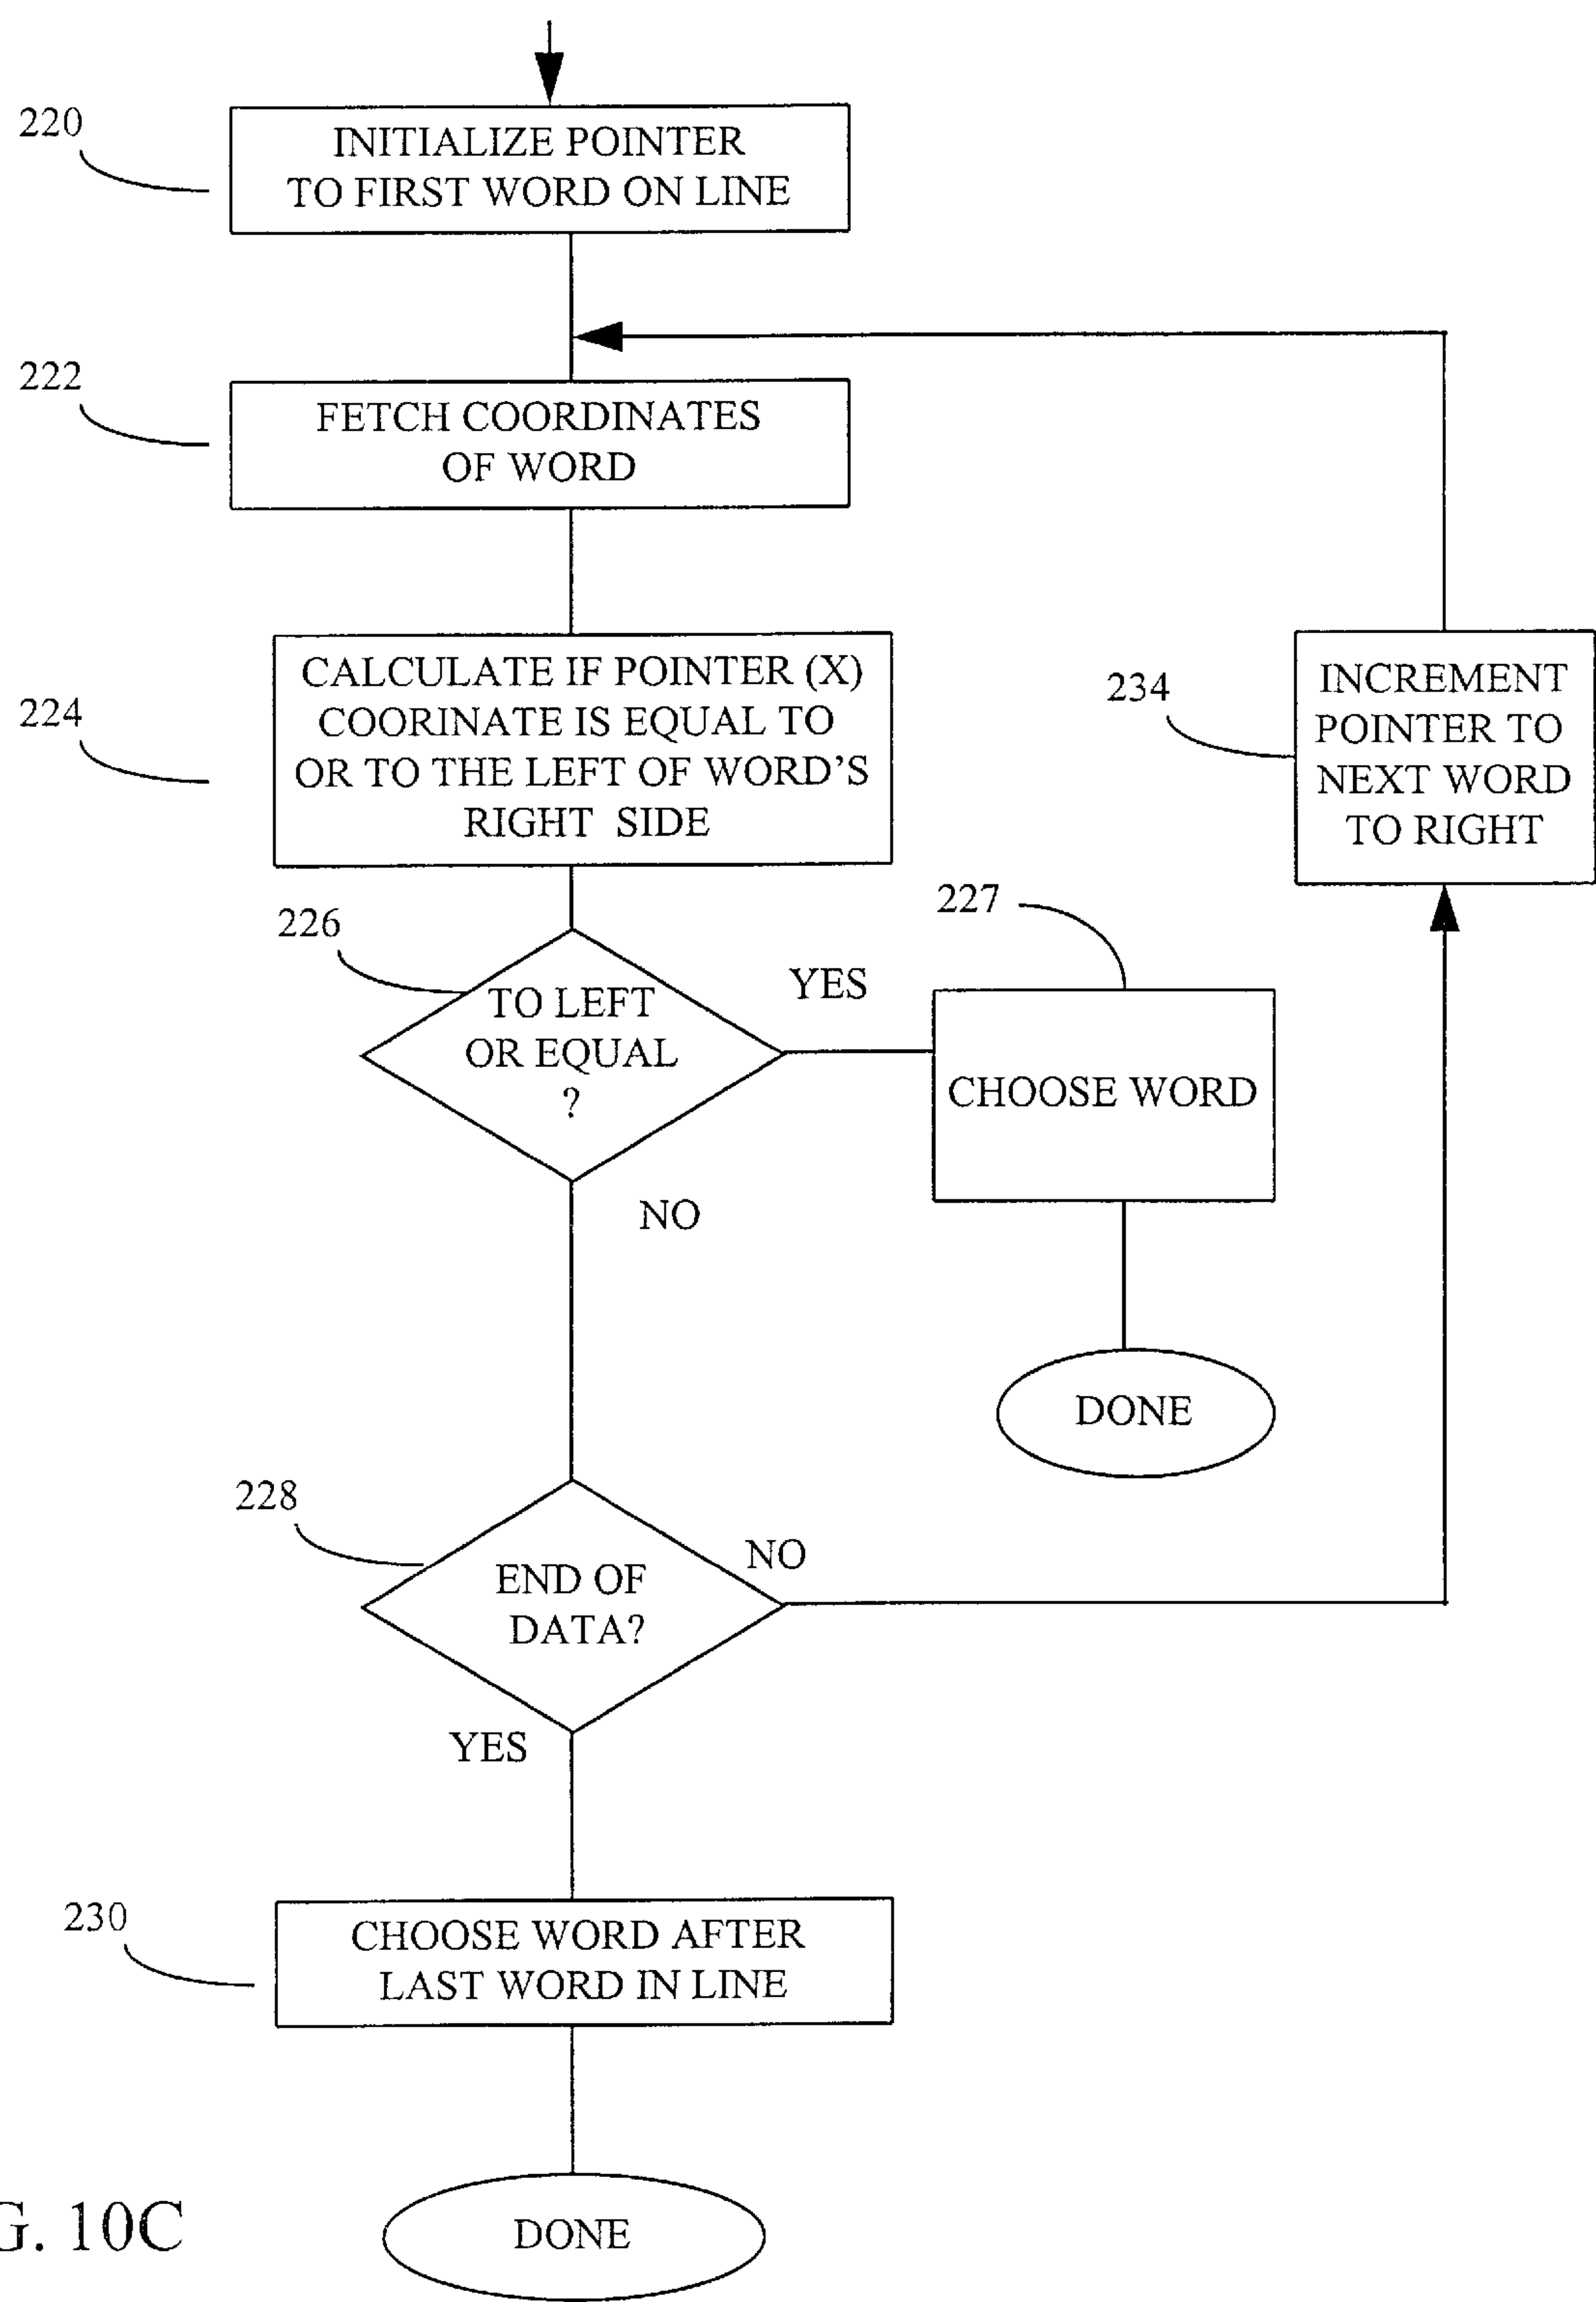 220
INITIALIZE POINTER
TO FIRST WORD ON LINE
222
FETCH COORDINATES
OF WORD
224
CALCULATE IF POINTER (X)
COORINATE IS EQUAL TO
OR TO THE LEFT OF WORD'S
RIGHT SIDE
234
INCREMENT
POINTER TO
NEXT WORD
TO RIGHT
226
TO LEFT
OR EQUAL
?
YES
227
CHOOSE WORD
NO
DONE
228
END OF
DATA?
NO
YES
230
CHOOSE WORD AFTER
LAST WORD IN LINE
DONE
G. 10C